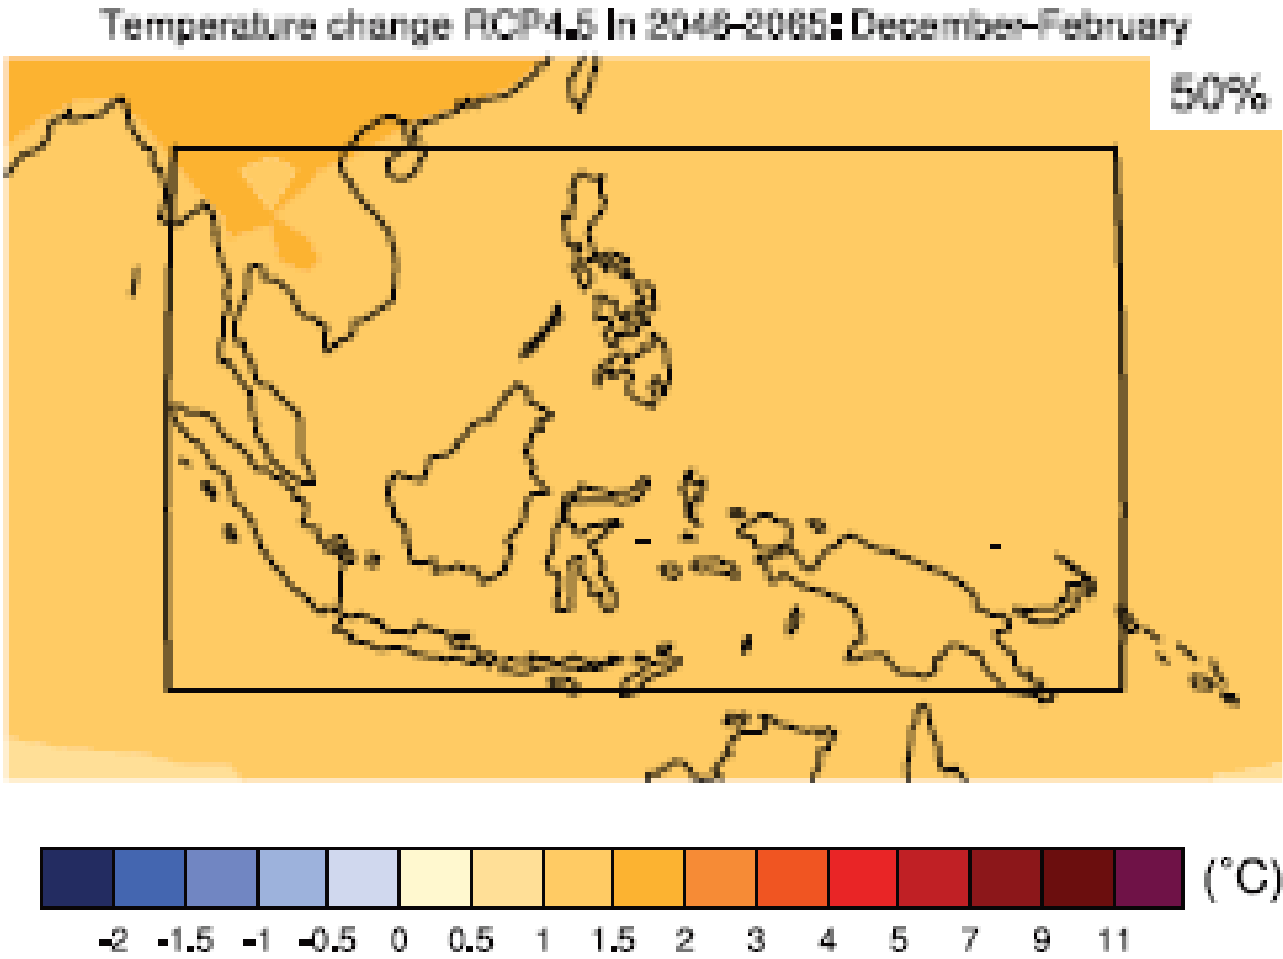 Temperature change RCP4.5 in 2046-2065: December-February
50%
(°C)
-2 -1.5 -1 -0.5 0 0.5 1 1.5 2 3 4 5 7 9 11